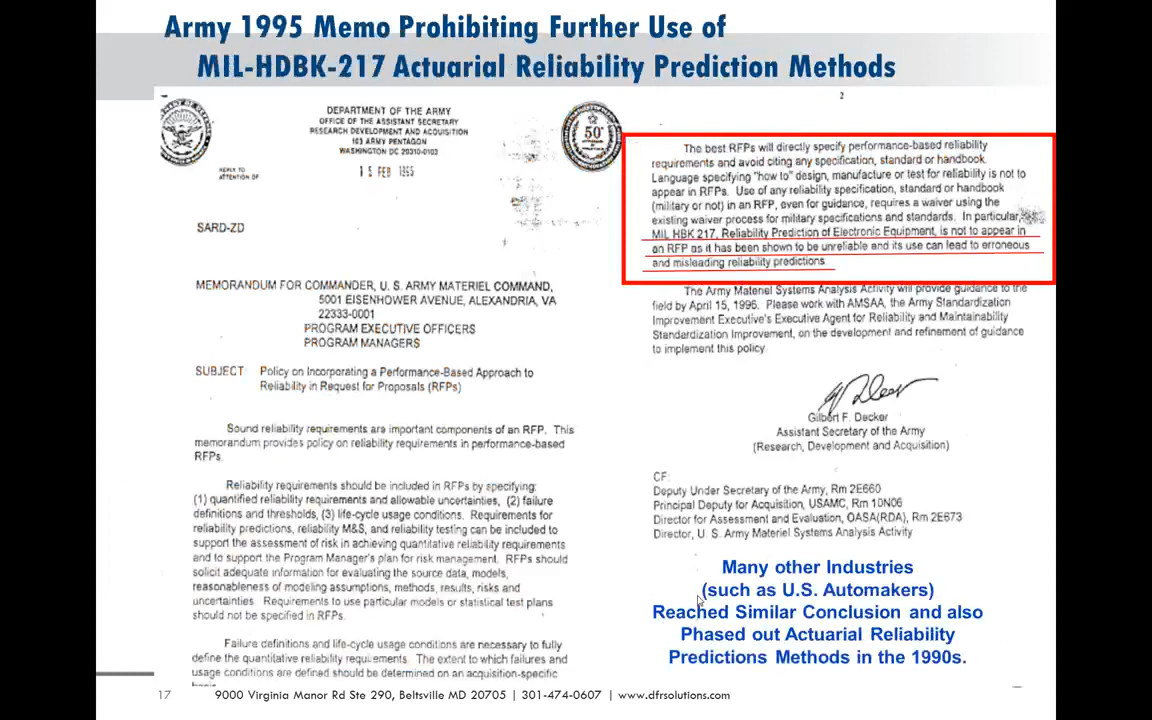 Army 1995 Memo Prohibiting Further Use of
MIL-HDBK-217 Actuarial Reliability Prediction Methods
DEPARTMENT OF THE ARMY
OFFICE OF THE ASSISTANT SECRETARY
RESEARCH DEVELOPMENT AND ACQUISITION
103 ARMY PENTAGON
WASHINGTON DC 20310-0103
REPLY TO
ATTENTION OF
15 FEB
50
SARD-ZD
MEMORANDUM FOR COMMANDER, U. S. ARMY MATERIEL COMMAND,
5001 EISENHOWER AVENUE, ALEXANDRIA, VA
22333-0001
PROGRAM EXECUTIVE OFFICERS
PROGRAM MANAGERS
SUBJECT Policy on Incorporating a Performance-Based Approach to
Reliability in Request for Proposals (RFPs)
Sound reliability requirements are important components of an RFP. This
memorandum provides policy on reliability requirements in performance-based
RFPs.
Reliability requirements should be included in RFPs by specifying:
(1) quantified reliability requirements and allowable uncertainties, (2) failure
definitions and thresholds, (3) life-cycle usage conditions. Requirements for
reliability predictions, reliability M&S, and reliability testing can be included to
support the assessment of risk in achieving quantitative reliability requirements
and to support the Program Manager's plan for risk management. RFPs should
solicit adequate information for evaluating the source data, models,
reasonableness of modeling assumptions, methods, results, risks and
uncertainties. Requirements to use particular models or statistical test plans
should not be specified in RFPs.
Failure definitions and life-cycle usage conditions are necessary to fully
define the quantitative reliability requirements. The extent to which failures and
usage conditions are defined should be determined on an acquisition-specific
2
The best RFPs will directly specify performance-based reliability
requirements and avoid citing any specification, standard or handbook.
Language specifying "how to" design, manufacture or test for reliability is not to
appear in RFPs. Use of any reliability specification, standard or handbook
(military or not) in an RFP, even for guidance, requires a waiver using the
existing waiver process for military specifications and standards. In particular,
MIL HBK 217, Reliability Prediction of Electronic Equipment, is not to appear in
an RFP as it has been shown to be unreliable and its use can lead to erroneous
and misleading reliability predictions.
The Army Materiel Systems Analysis Activity will provide guidance to the
field by April 15, 1996. Please work with AMSAA, the Army Standardization
Improvement Executive's Executive Agent for Reliability and Maintainability
Standardization Improvement, on the development and refinement of guidance
to implement this policy.
Gilbert F. Decker
Assistant Secretary of the Army
(Research, Development and Acquisition)
CF:
Deputy Under Secretary of the Army, Rm 2E660
Principal Deputy for Acquisition, USAMC, Rm 10N06
Director for Assessment and Evaluation, OASA(RDA), Rm 2E673
Director, U. S. Army Materiel Systems Analysis Activity
Many other Industries
(such as U.S. Automakers)
Reached Similar Conclusion and also
Phased out Actuarial Reliability
Predictions Methods in the 1990s.
17 9000 Virginia Manor Rd Ste 290, Beltsville MD 20705 | 301-474-0607 | www.dfrsolutions.com